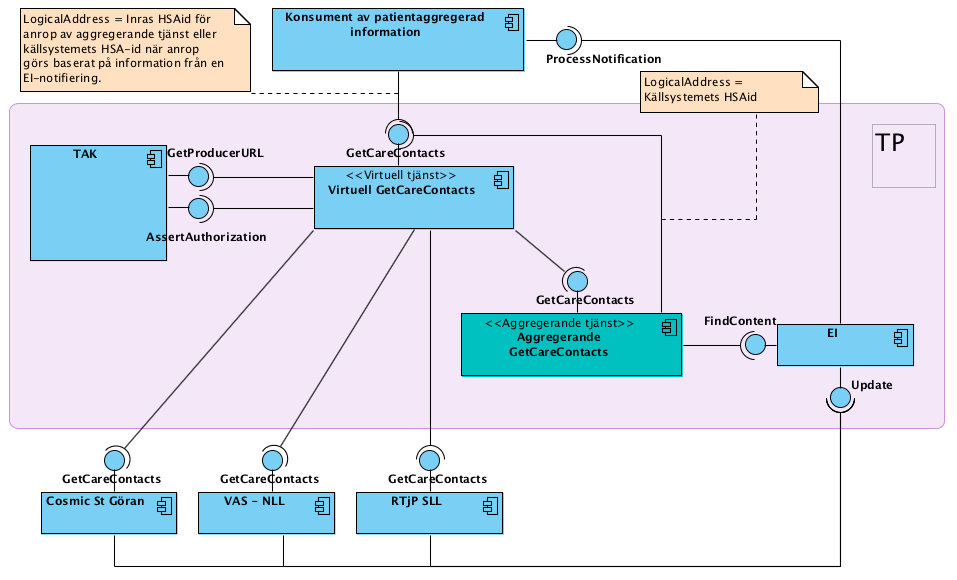 LogicalAddress = Inras HSAid för
anrop av aggregerande tjänst eller
källsystemets HSA-id när anrop
görs baserat på information från en
EI-notifiering.
Konsument av patientaggregerad
information
ProcessNotification
LogicalAddress =
Källsystemets HSAid
TP
GetCareContacts
TAK
GetProducerURL
AssertAuthorization
<<Virtuell tjänst>>
Virtuell GetCareContacts
GetCareContacts
<<Aggregerande tjänst>>
Aggregerande
GetCareContacts
FindContent
EI
Update
GetCareContacts
GetCareContacts
GetCareContacts
Cosmic St Göran
VAS - NLL
RTjP SLL